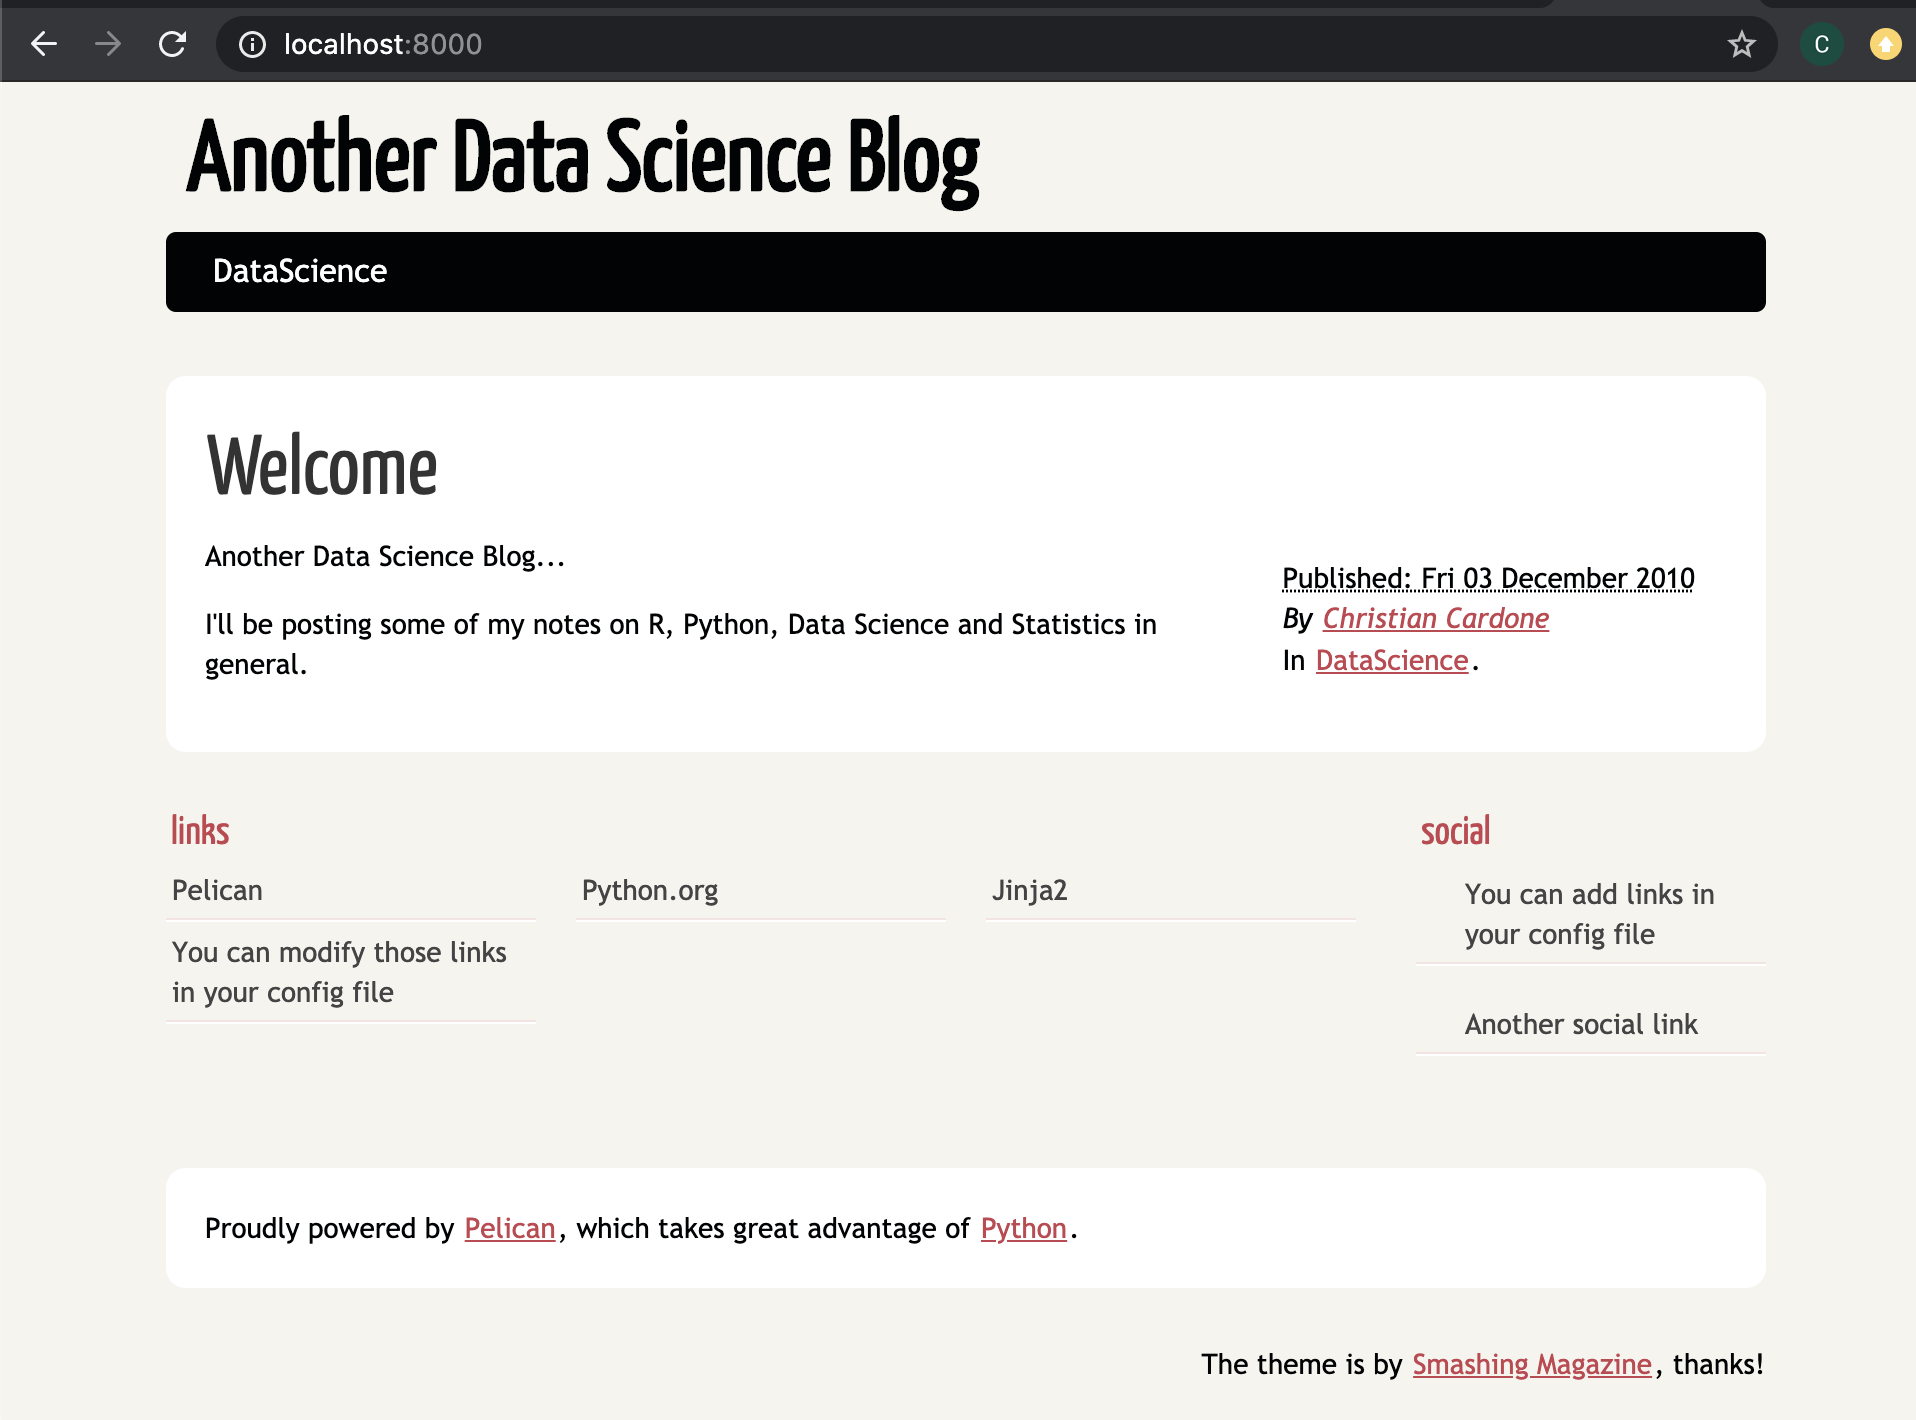 localhost:8000
C
Another Data Science Blog
DataScience
Welcome
Another Data Science Blog...
I'll be posting some of my notes on R, Python, Data Science and Statistics in
general.
Published: Fri 03 December 2010
By Christian Cardone
In DataScience.
links
Pelican
Python.org
Jinja2
You can modify those links
in your config file
social
You can add links in
your config file
Another social link
Proudly powered by Pelican, which takes great advantage of Python.
The theme is by Smashing Magazine, thanks!